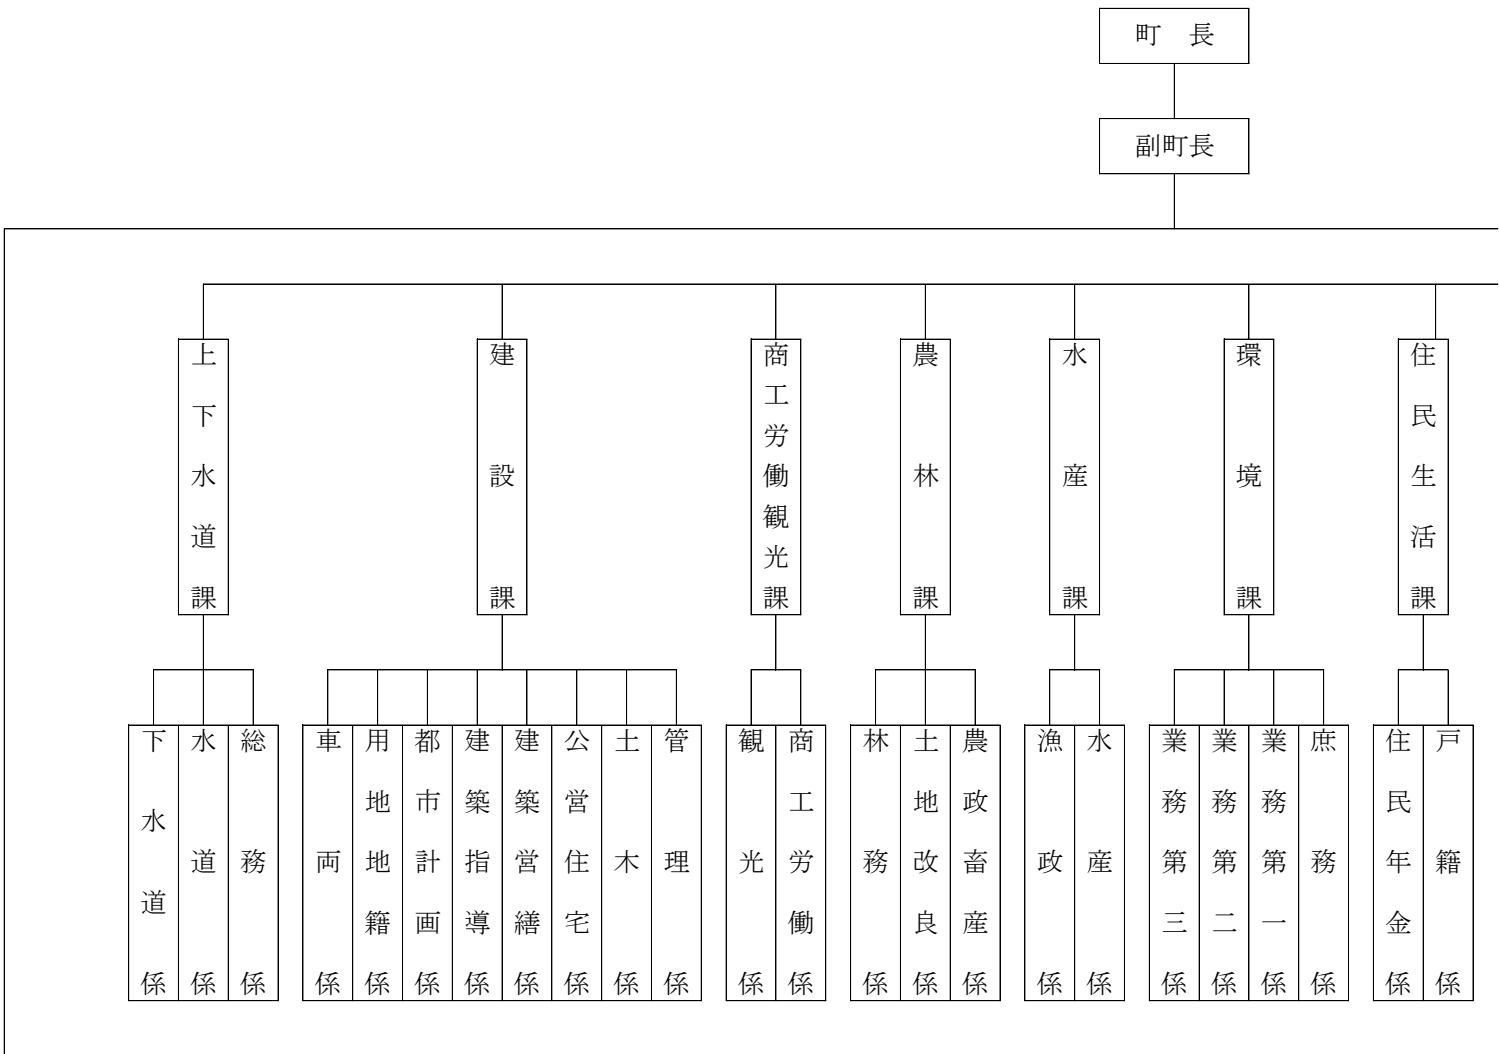 町　長
副町長
住民生活課
環境課
水産課
農林課
商工労働観光課
建設課
上下水道課
戸籍係
住民年金係
庶務係
業務第一係
業務第二係
業務第三係
水産係
漁政係
農政畜産係
土地改良係
林務係
商工労働係
観光係
管理係
土木係
公営住宅係
建築営繕係
建築指導係
都市計画係
用地地籍係
車両係
総務係
水道係
下水道係